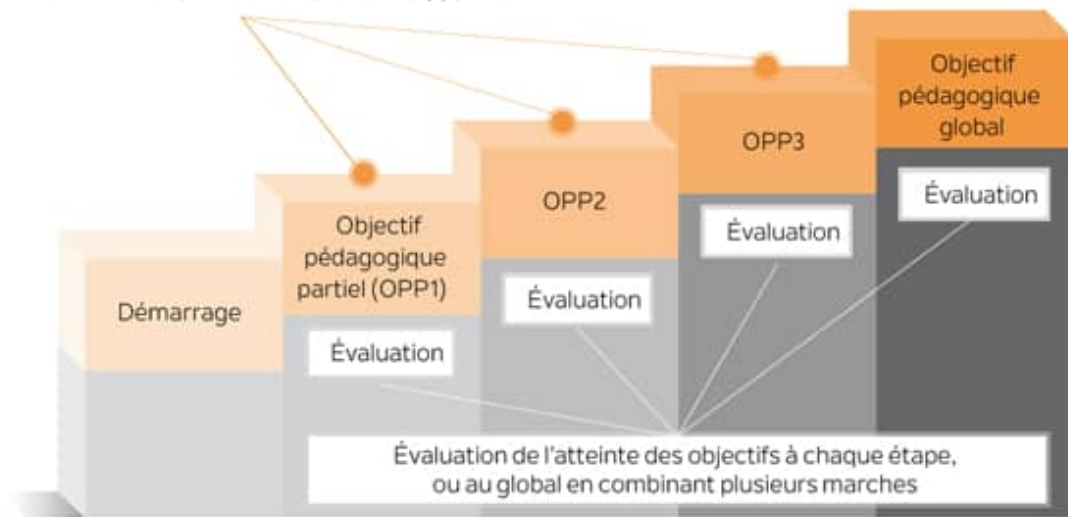 Démarrage
Objectif
pédagogique
partiel (OPP1)
Évaluation
OPP2
Évaluation
OPP3
Évaluation
Objectif
pédagogique
global
Évaluation
Évaluation de l'atteinte des objectifs à chaque étape,
ou au global en combinant plusieurs marches